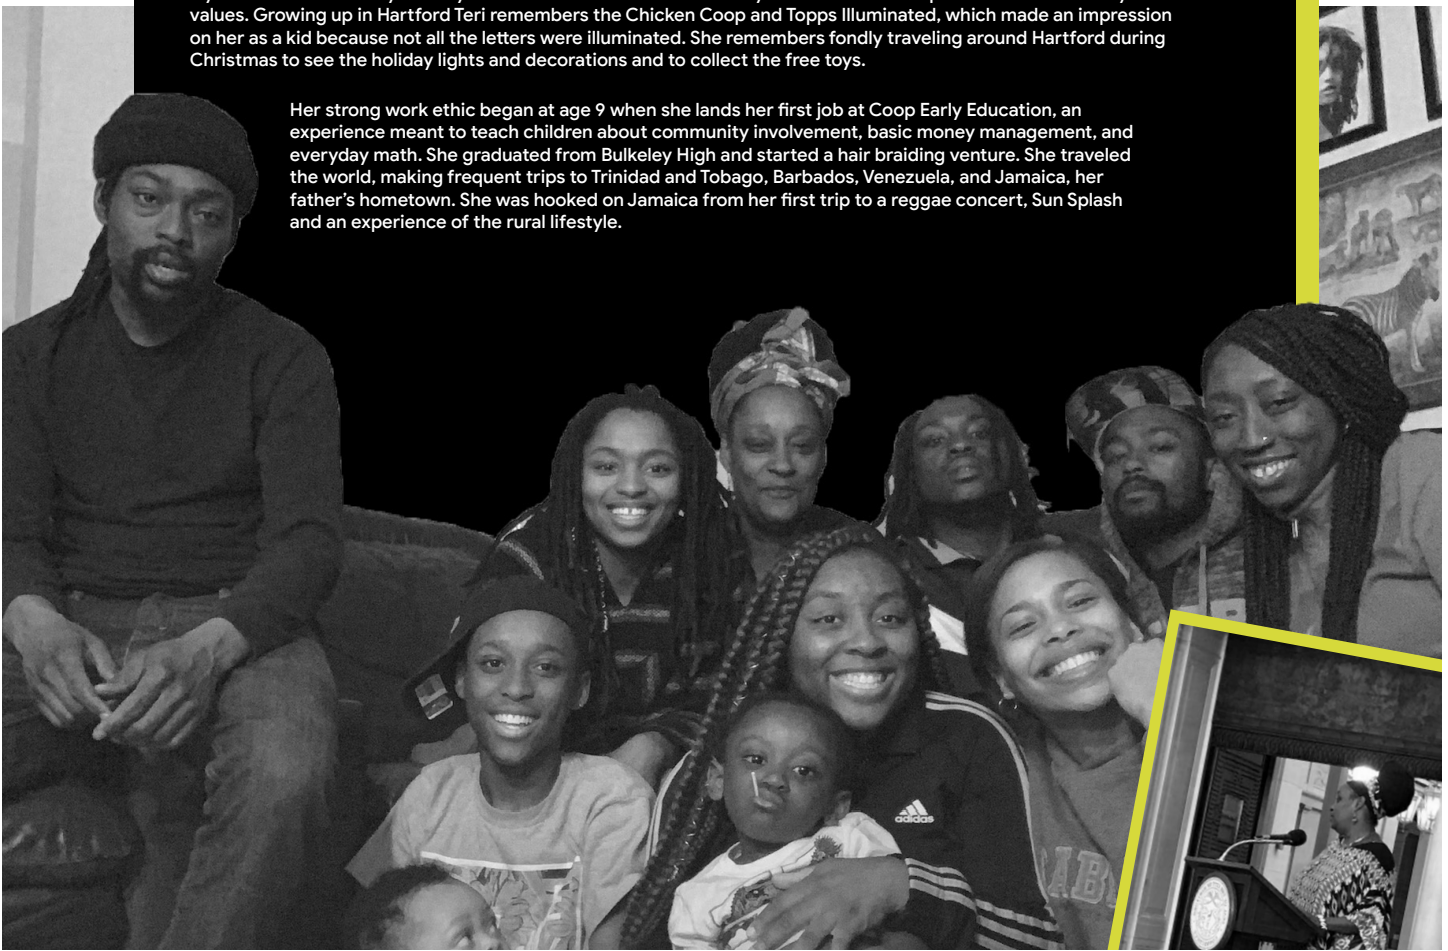 values. Growing up in Hartford Teri remembers the Chicken Coop and Topps Illuminated, which made an impression
on her as a kid because not all the letters were illuminated. She remembers fondly traveling around Hartford during
Christmas to see the holiday lights and decorations and to collect the free toys.
Her strong work ethic began at age 9 when she lands her first job at Coop Early Education, an
experience meant to teach children about community involvement, basic money management, and
everyday math. She graduated from Bulkeley High and started a hair braiding venture. She traveled
the world, making frequent trips to Trinidad and Tobago, Barbados, Venezuela, and Jamaica, her
father’s hometown. She was hooked on Jamaica from her first trip to a reggae concert, Sun Splash
and an experience of the rural lifestyle.
adidas